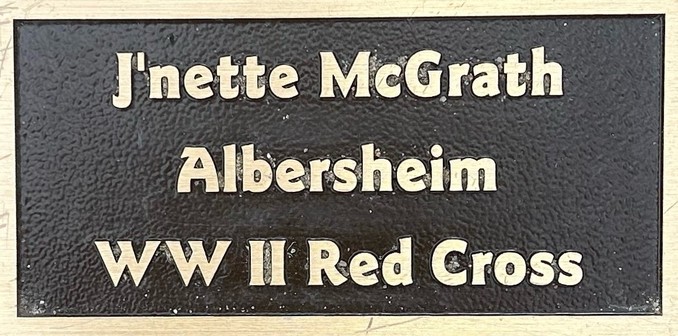 J'nette McGrath
Albersheim
WW II Red Cross